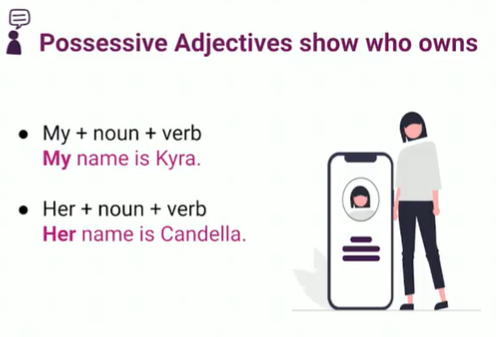 Possessive Adjectives show who owns
● My + noun + verb
My name is Kyra.
● Her + noun + verb
Her name is Candella.